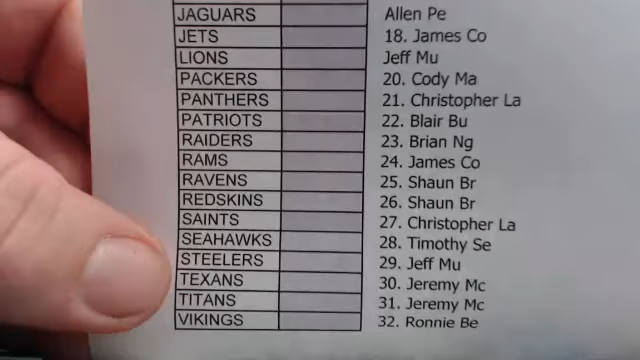 JAGUARS Allen Pe
JETS 18. James Co
LIONS Jeff Mu
PACKERS 20. Cody Ma
PANTHERS 21. Christopher La
PATRIOTS 22. Blair Bu
RAIDERS 23. Brian Ng
RAMS 24. James Co
RAVENS 25. Shaun Br
REDSKINS 26. Shaun Br
SAINTS 27. Christopher La
SEAHAWKS 28. Timothy Se
STEELERS 29. Jeff Mu
TEXANS 30. Jeremy Mc
TITANS 31. Jeremy Mc
VIKINGS 32. Ronnie Be